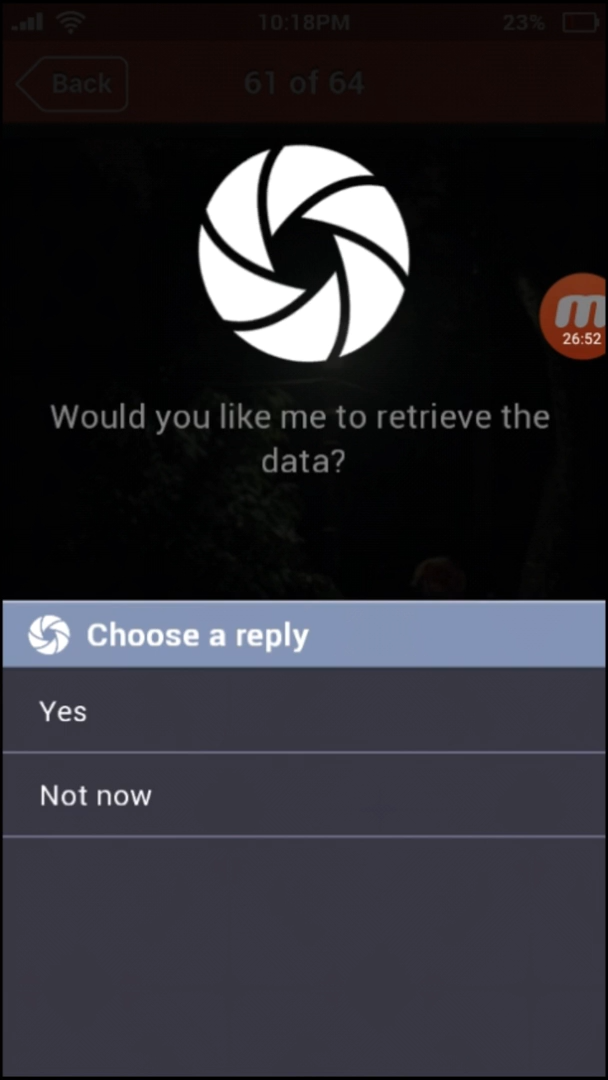 10:18PM 23%
Back 61 of 64
m
26:52
Would you like me to retrieve the
data?
Choose a reply
Yes
Not now